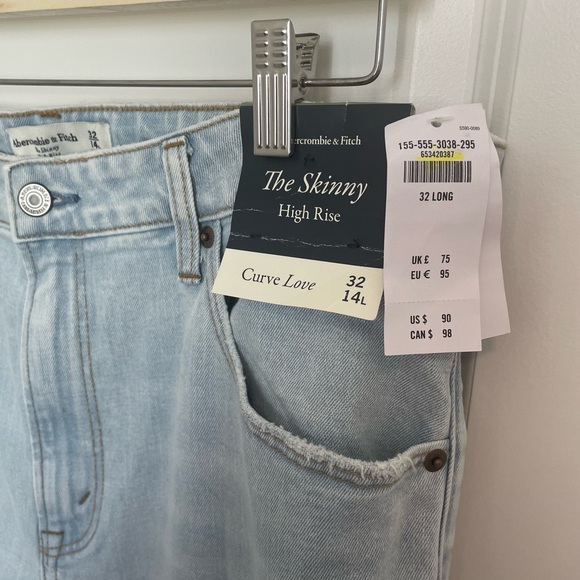 Abercrombie & Fitch
32
14L
Abercrombie & Fitch
The Skinny
High Rise
Curve Love
32
14L
155-555-3038-295
653420387
32 LONG
UK £ 75
EU € 95
US $ 90
CAN $ 98